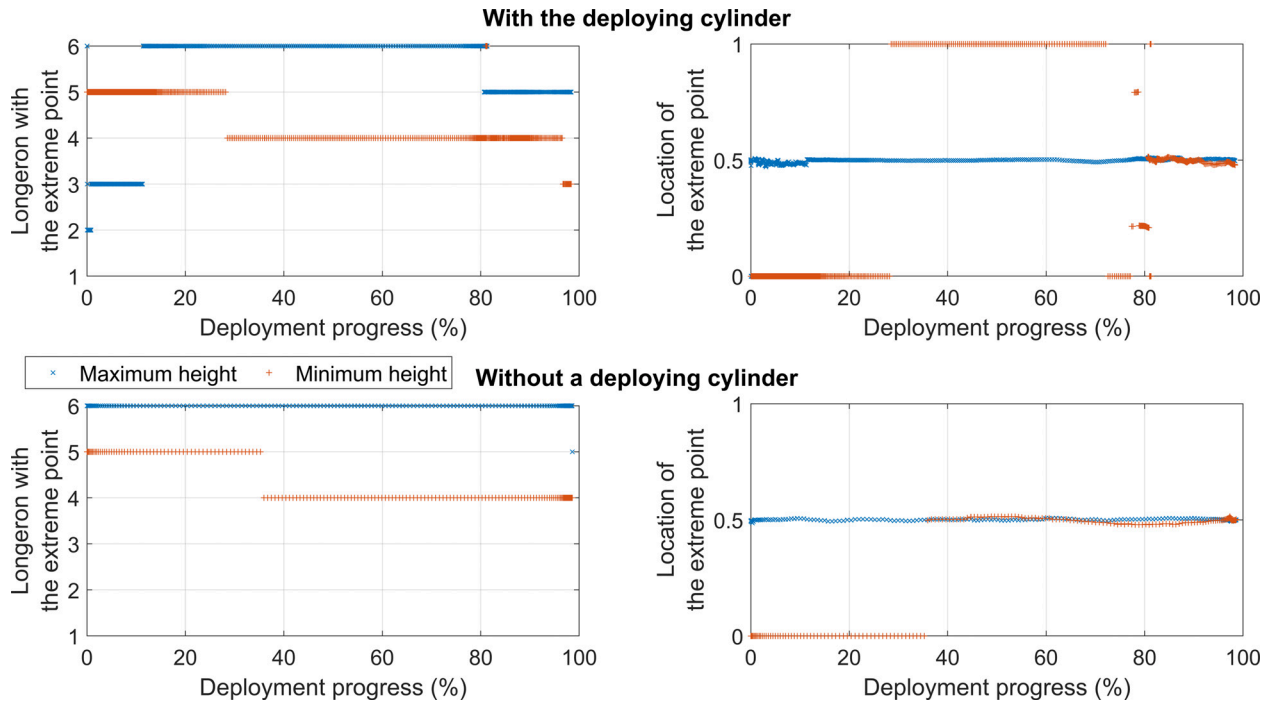 With the deploying cylinder
Longeron with
the extreme point
6
5
4
3
2
1
0 20 40 60 80 100
Deployment progress (%)
Location of
the extreme point
1
0.5
0
0 20 40 60 80 100
Deployment progress (%)
Maximum height Minimum height
Without a deploying cylinder
Longeron with
the extreme point
6
5
4
3
2
1
0 20 40 60 80 100
Deployment progress (%)
Location of
the extreme point
1
0.5
0
0 20 40 60 80 100
Deployment progress (%)